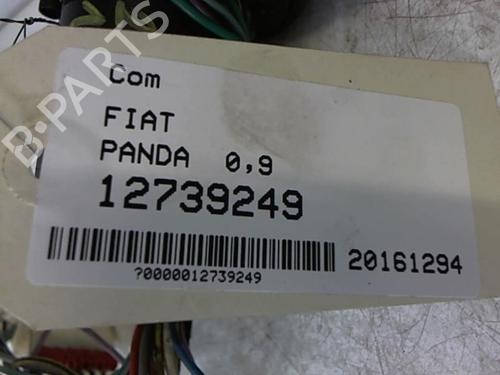 Com
FIAT
PANDA 0,9
12739249
20161294
?0000012739249
B-PARTS